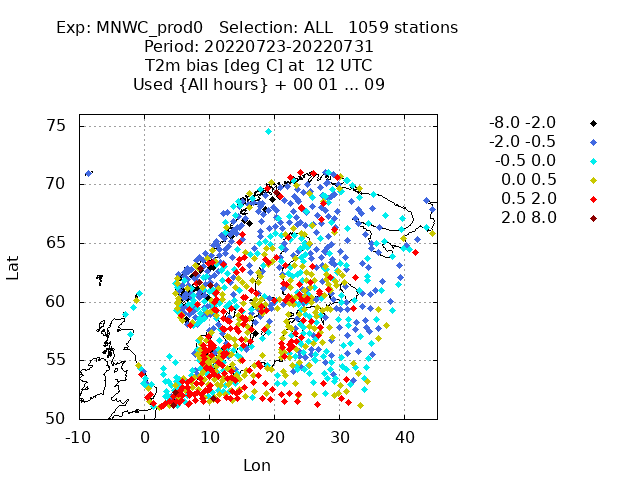 Exp: MNWC_prod0   Selection: ALL   1059 stations
Period: 20220723-20220731
T2m bias [deg C] at  12 UTC
Used {All hours} + 00 01 ... 09
-8.0 -2.0
-2.0 -0.5
-0.5 0.0
0.0 0.5
0.5 2.0
2.0 8.0
75
70
65
60
55
50
Lat
-10 0 10 20 30 40
Lon